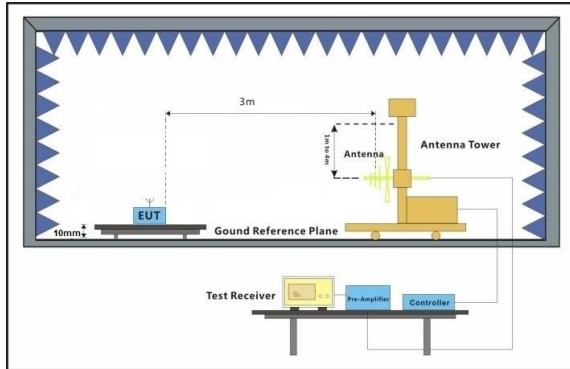 3m
1m to 4m
Antenna
Antenna Tower
EUT
10mm
Gound Reference Plane
Test Receiver
Pre-Amplifier
Controller